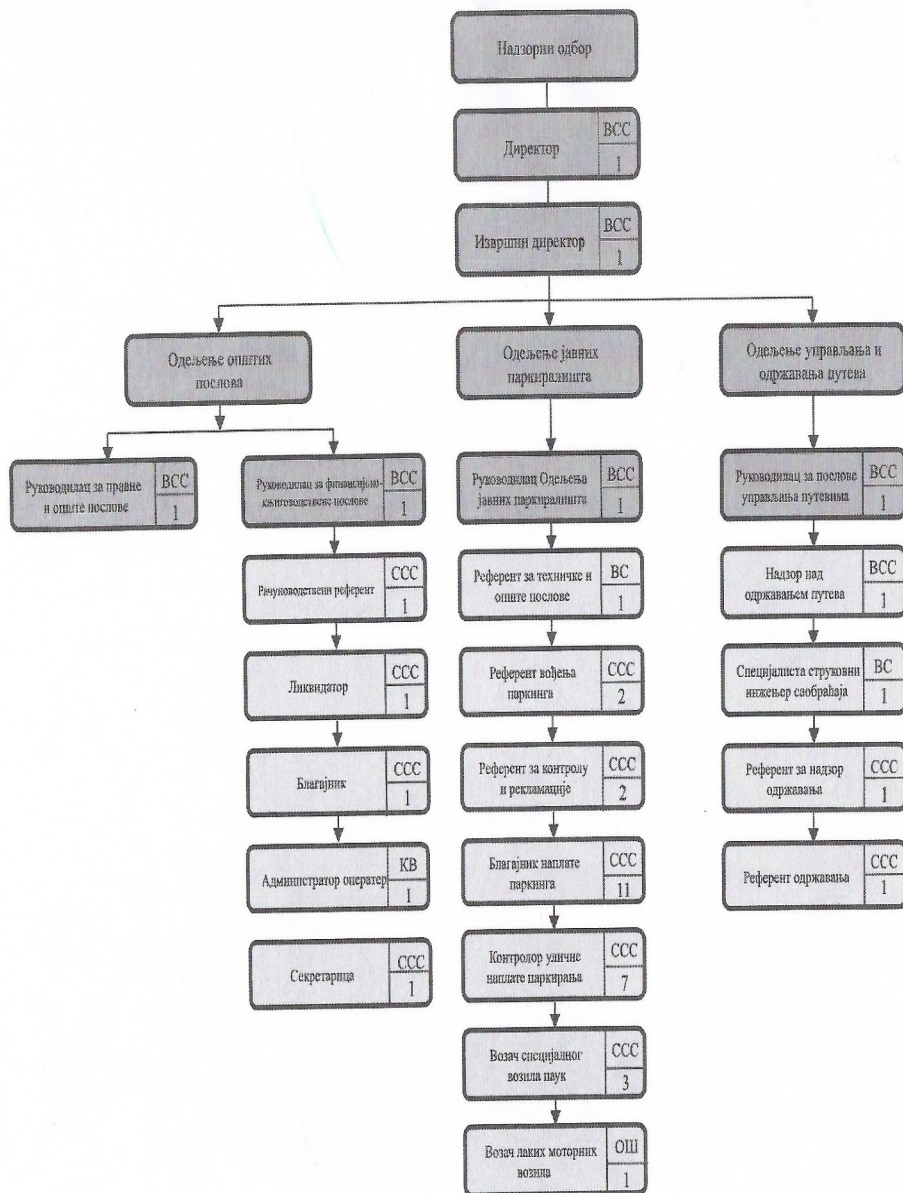 Надзорни одбор
Директор
ВСС
1
Извршни директор
ВСС
1
Одељење општих
послова
Одељење јавних
паркиралишта
Одељење управљања и
одржавања путева
Руководилац за правне
и опште послове
ВСС
1
Руководилац за финансијско-
књиговодствене послове
ВСС
1
Рачуноводствени референт
ССС
1
Ликвидатор
ССС
1
Благајник
ССС
1
Администратор оператер
КВ
1
Секретарица
ССС
1
Руководилац Одељења
јавних паркиралишта
ВСС
1
Референт за техничке и
опште послове
ВС
1
Референт вођења
паркинга
ССС
2
Референт за контролу
и рекламације
ССС
2
Благајник наплате
паркинга
ССС
11
Контролор уличне
наплате паркирања
ССС
7
Возач специјалног
возила паук
ССС
3
Возач лаких моторних
возила
ОШ
1
Руководилац за послове
управљања путевима
ВСС
1
Надзор над
одржавањем путева
ВСС
1
Специјалиста струковни
инжењер саобраћаја
ВС
1
Референт за надзор
одржавања
ССС
1
Референт одржавања
ССС
1